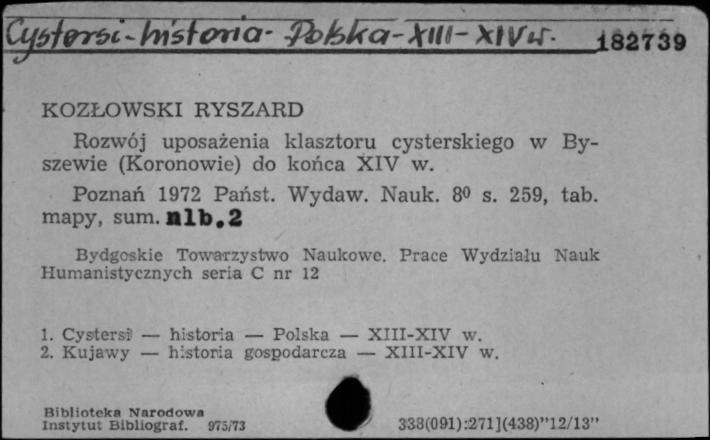 Cystersi-historia-Polska-XIII-XIV w. 182739
KOZŁOWSKI RYSZARD
Rozwój uposażenia klasztoru cysterskiego w By-
szewie (Koronowie) do końca XIV w.
Poznań 1972 Państ. Wydaw. Nauk. 8⁰ s. 259, tab.
mapy, sum. nlb.2
Bydgoskie Towarzystwo Naukowe. Prace Wydziału Nauk
Humanistycznych seria C nr 12
1. Cystersi — historia — Polska — XIII-XIV w.
2. Kujawy — historia gospodarcza — XIII-XIV w.
Biblioteka Narodowa
Instytut Bibliograf. 975/73 338(091):271](438)"12/13"